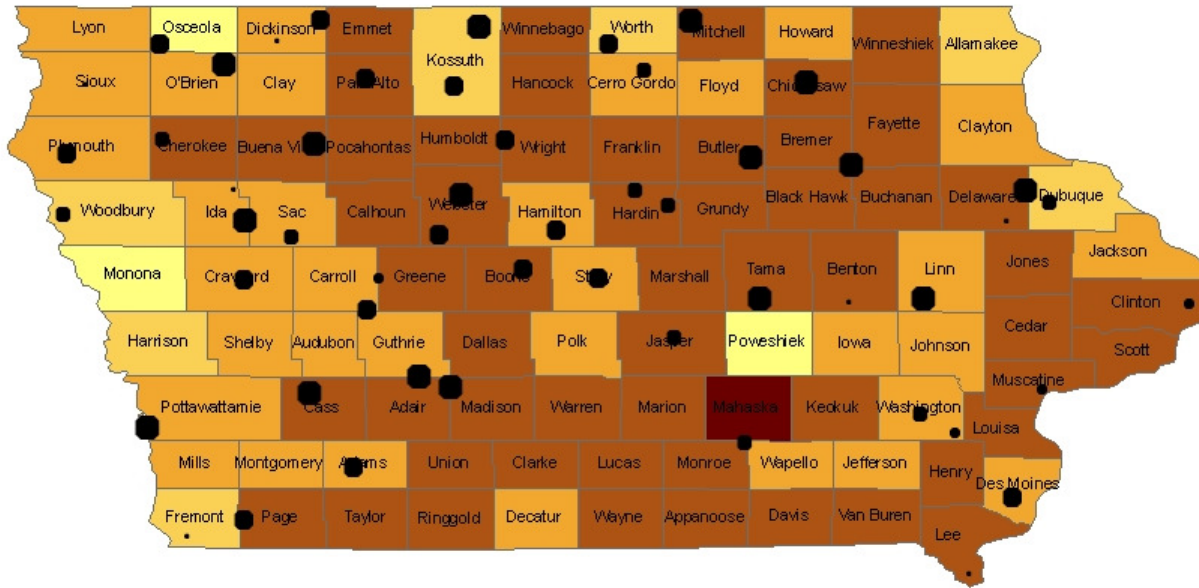 Lyon
Osceola
Dickinson
Emmet
Kossuth
Winnebago
Worth
Mitchell
Howard
Winneshiek
Allamakee
Sioux
O'Brien
Clay
Palo Alto
Hancock
Cerro Gordo
Floyd
Chickasaw
Plymouth
Cherokee
Buena Vista
Pocahontas
Humboldt
Wright
Franklin
Butler
Bremer
Fayette
Clayton
Woodbury
Ida
Sac
Calhoun
Webster
Hamilton
Hardin
Grundy
Black Hawk
Buchanan
Delaware
Dubuque
Monona
Crawford
Carroll
Greene
Boone
Story
Marshall
Tama
Benton
Linn
Jones
Jackson
Clinton
Harrison
Shelby
Audubon
Guthrie
Dallas
Polk
Jasper
Poweshiek
Iowa
Johnson
Cedar
Scott
Muscatine
Pottawattamie
Cass
Adair
Madison
Warren
Marion
Mahaska
Keokuk
Washington
Louisa
Mills
Montgomery
Adams
Union
Clarke
Lucas
Monroe
Wapello
Jefferson
Henry
Des Moines
Fremont
Page
Taylor
Ringgold
Decatur
Wayne
Appanoose
Davis
Van Buren
Lee